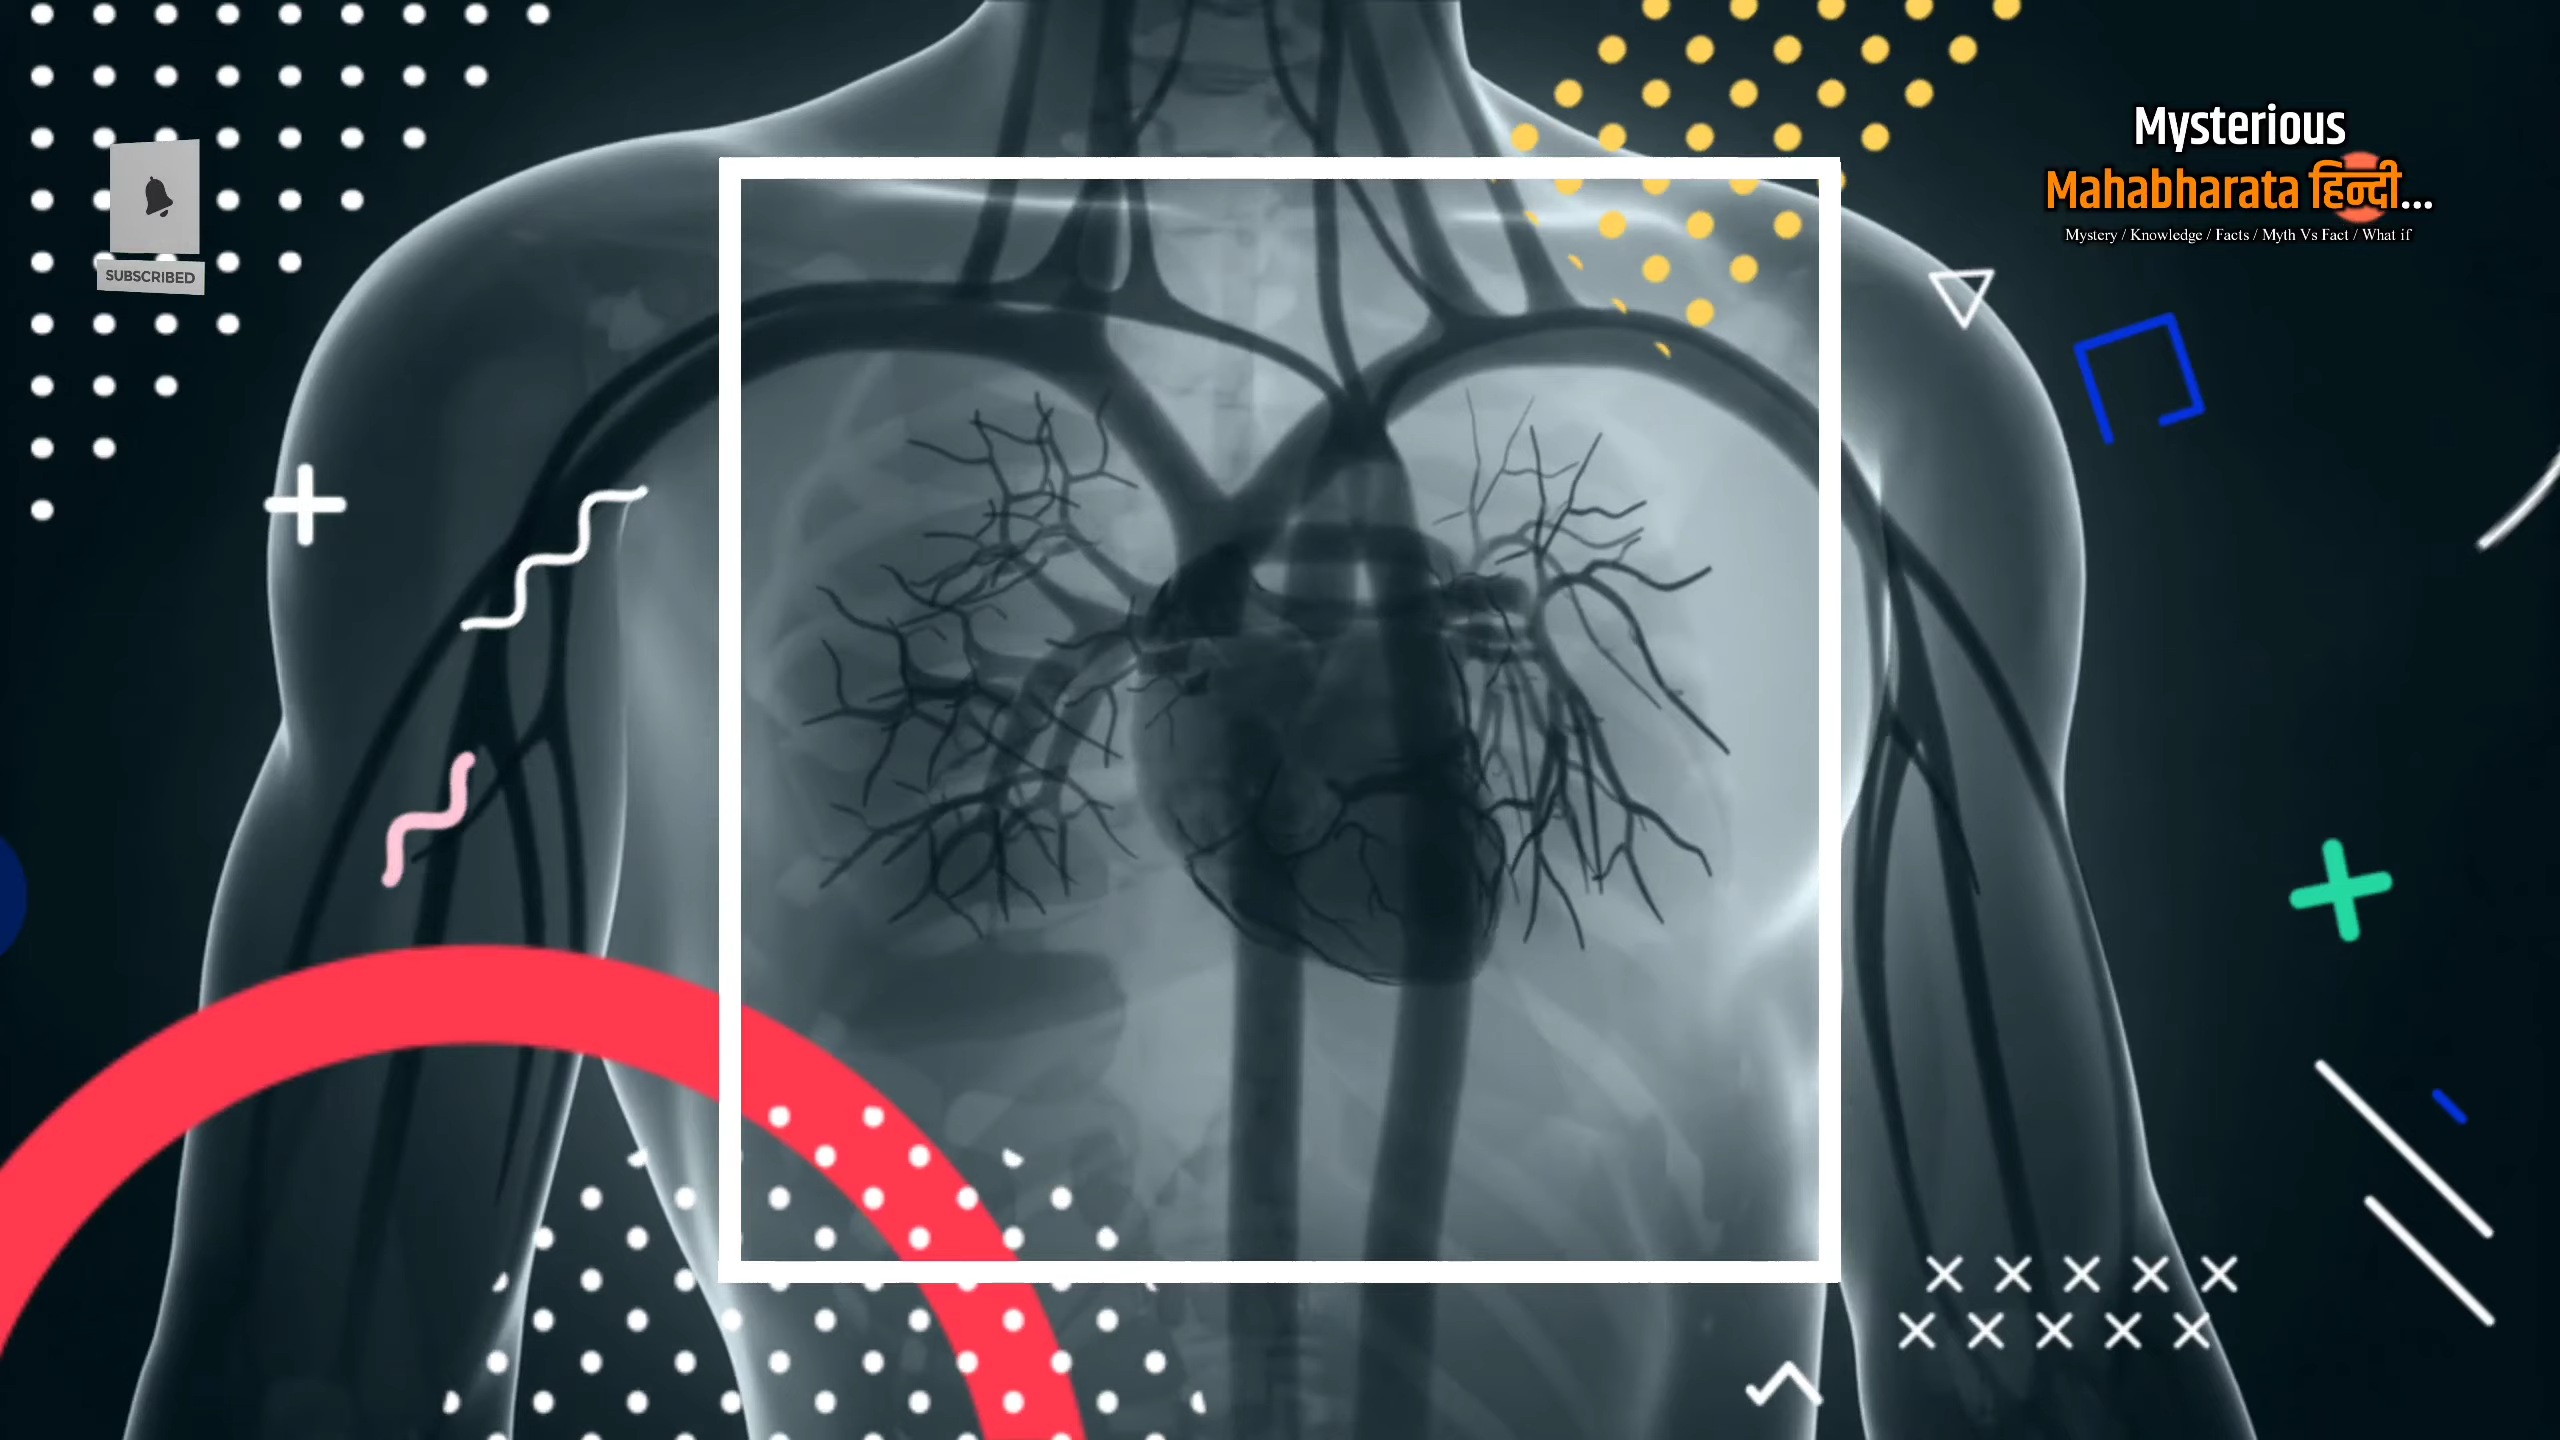 Mysterious
Mahabharata हिन्दी...
Mystery / Knowledge / Facts / Myth Vs Fact / What if
SUBSCRIBED